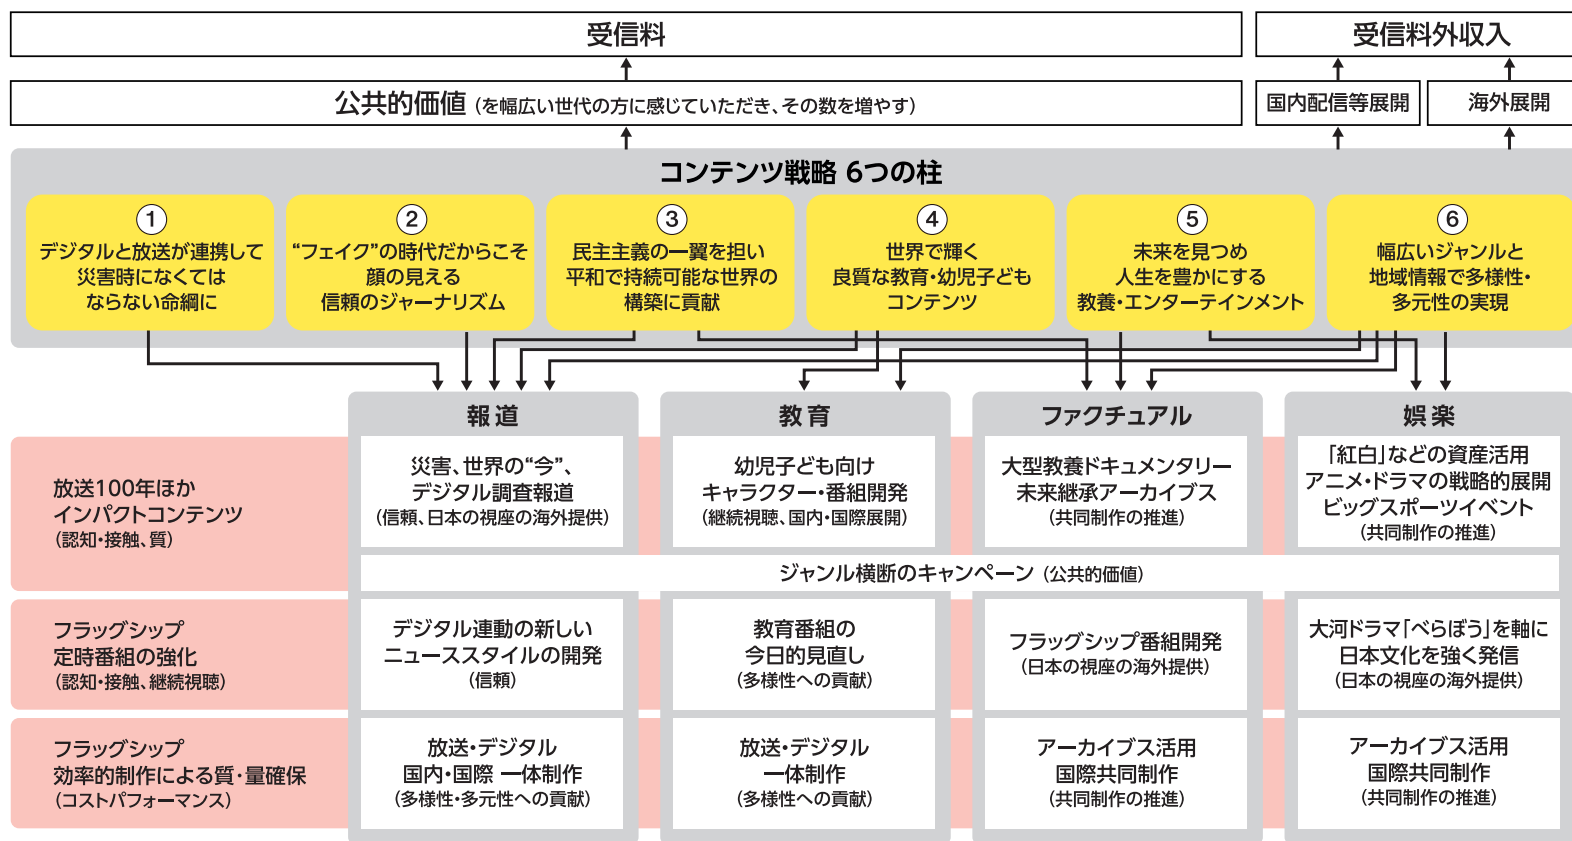 受信料
受信料外収入
公共的価値（を幅広い世代の方に感じていただき、その数を増やす）
国内配信等展開
海外展開
コンテンツ戦略 6つの柱
①
デジタルと放送が連携して
災害時になくては
ならない命綱に
②
“フェイク”の時代だからこそ
顔の見える
信頼のジャーナリズム
③
民主主義の一翼を担い
平和で持続可能な世界の
構築に貢献
④
世界で輝く
良質な教育・幼児子ども
コンテンツ
⑤
未来を見つめ
人生を豊かにする
教養・エンターテインメント
⑥
幅広いジャンルと
地域情報で多様性・
多元性の実現
報道
教育
ファクチュアル
娯楽
放送100年ほか
インパクトコンテンツ
（認知・接触、質）
災害、世界の“今”、
デジタル調査報道
（信頼、日本の視座の海外提供）
幼児子ども向け
キャラクター・番組開発
（継続視聴、国内・国際展開）
大型教養ドキュメンタリー
未来継承アーカイブス
（共同制作の推進）
「紅白」などの資産活用
アニメ・ドラマの戦略的展開
ビッグスポーツイベント
（共同制作の推進）
ジャンル横断のキャンペーン（公共的価値）
フラッグシップ
定時番組の強化
（認知・接触、継続視聴）
デジタル連動の新しい
ニューススタイルの開発
（信頼）
教育番組の
今日的見直し
（多様性への貢献）
フラッグシップ番組開発
（日本の視座の海外提供）
大河ドラマ「べらぼう」を軸に
日本文化を強く発信
（日本の視座の海外提供）
フラッグシップ
効率的制作による質・量確保
（コストパフォーマンス）
放送・デジタル
国内・国際 一体制作
（多様性・多元性への貢献）
放送・デジタル
一体制作
（多様性への貢献）
アーカイブス活用
国際共同制作
（共同制作の推進）
アーカイブス活用
国際共同制作
（共同制作の推進）